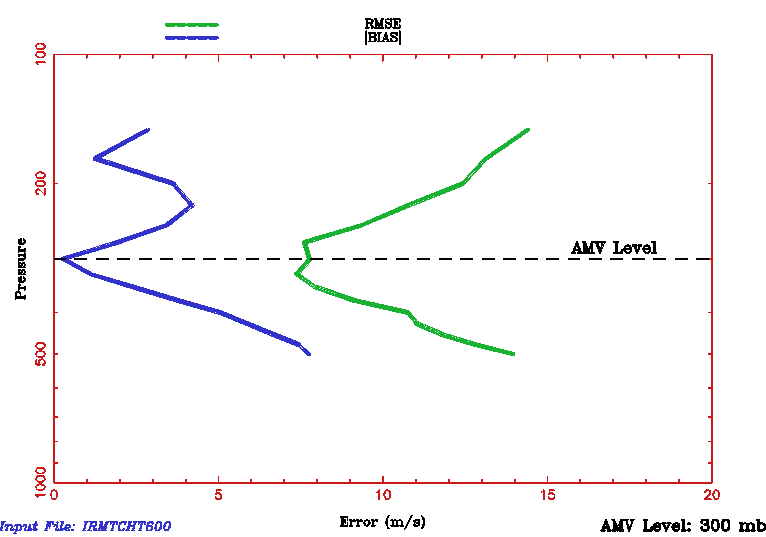 RMSE
|BIAS|
100
200
AMV Level
Pressure
500
1000
0 5 10 15 20
Error (m/s)
Input File: IRMTCHT600
AMV Level: 300 mb